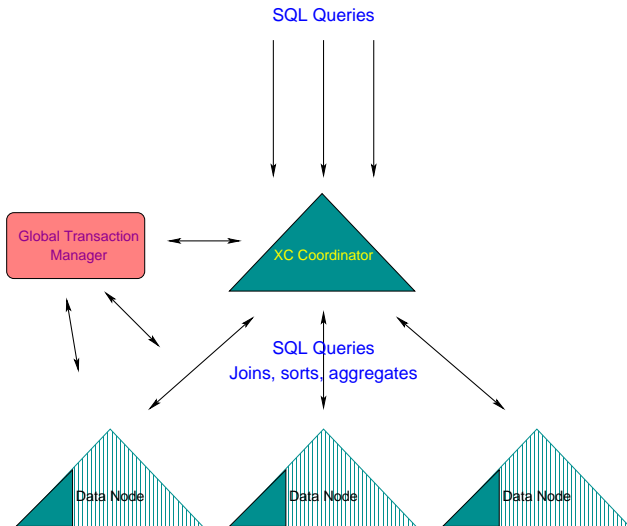 SQL Queries
Global Transaction
Manager
XC Coordinator
SQL Queries
Joins, sorts, aggregates
Data Node
Data Node
Data Node